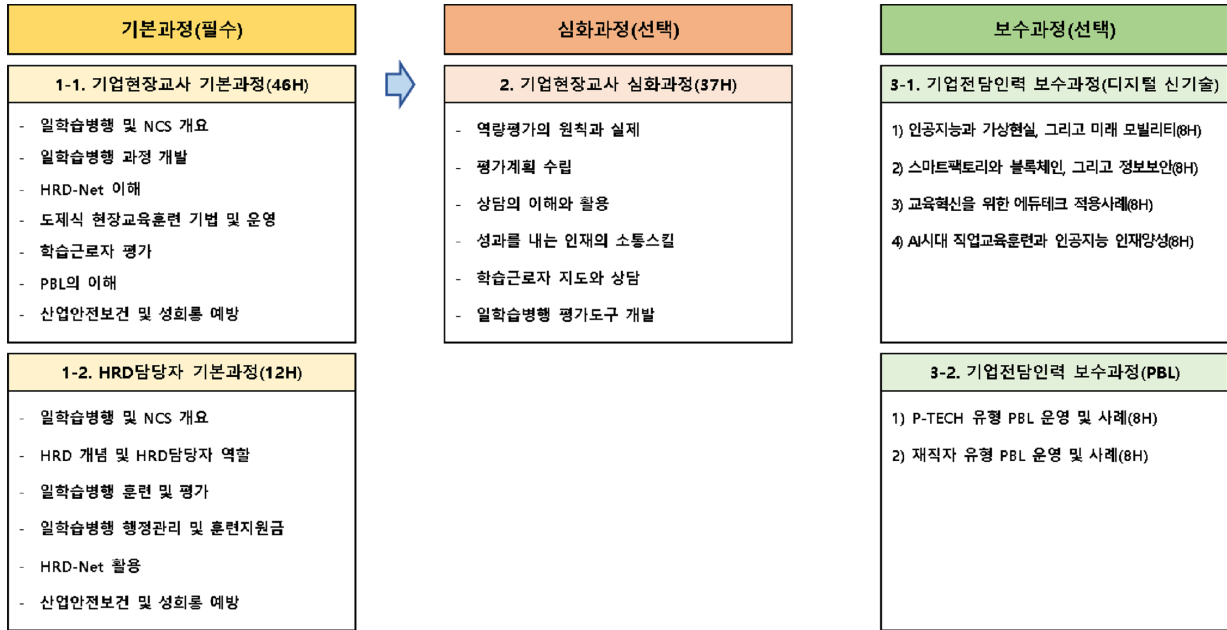 기본과정(필수)
1-1. 기업현장교사 기본과정(46H)
- 일학습병행 및 NCS 개요
- 일학습병행 과정 개발
- HRD-Net 이해
- 도제식 현장교육훈련 기법 및 운영
- 학습근로자 평가
- PBL의 이해
- 산업안전보건 및 성희롱 예방
1-2. HRD담당자 기본과정(12H)
- 일학습병행 및 NCS 개요
- HRD 개념 및 HRD담당자 역할
- 일학습병행 훈련 및 평가
- 일학습병행 행정관리 및 훈련지원금
- HRD-Net 활용
- 산업안전보건 및 성희롱 예방
심화과정(선택)
2. 기업현장교사 심화과정(37H)
- 역량평가의 원칙과 실제
- 평가계획 수립
- 상담의 이해와 활용
- 성과를 내는 인재의 소통스킬
- 학습근로자 지도와 상담
- 일학습병행 평가도구 개발
보수과정(선택)
3-1. 기업전담인력 보수과정(디지털 신기술)
1) 인공지능과 가상현실, 그리고 미래 모빌리티(8H)
2) 스마트팩토리와 블록체인, 그리고 정보보안(8H)
3) 교육혁신을 위한 에듀테크 적용사례(8H)
4) AI시대 직업교육훈련과 인공지능 인재양성(8H)
3-2. 기업전담인력 보수과정(PBL)
1) P-TECH 유형 PBL 운영 및 사례(8H)
2) 재직자 유형 PBL 운영 및 사례(8H)